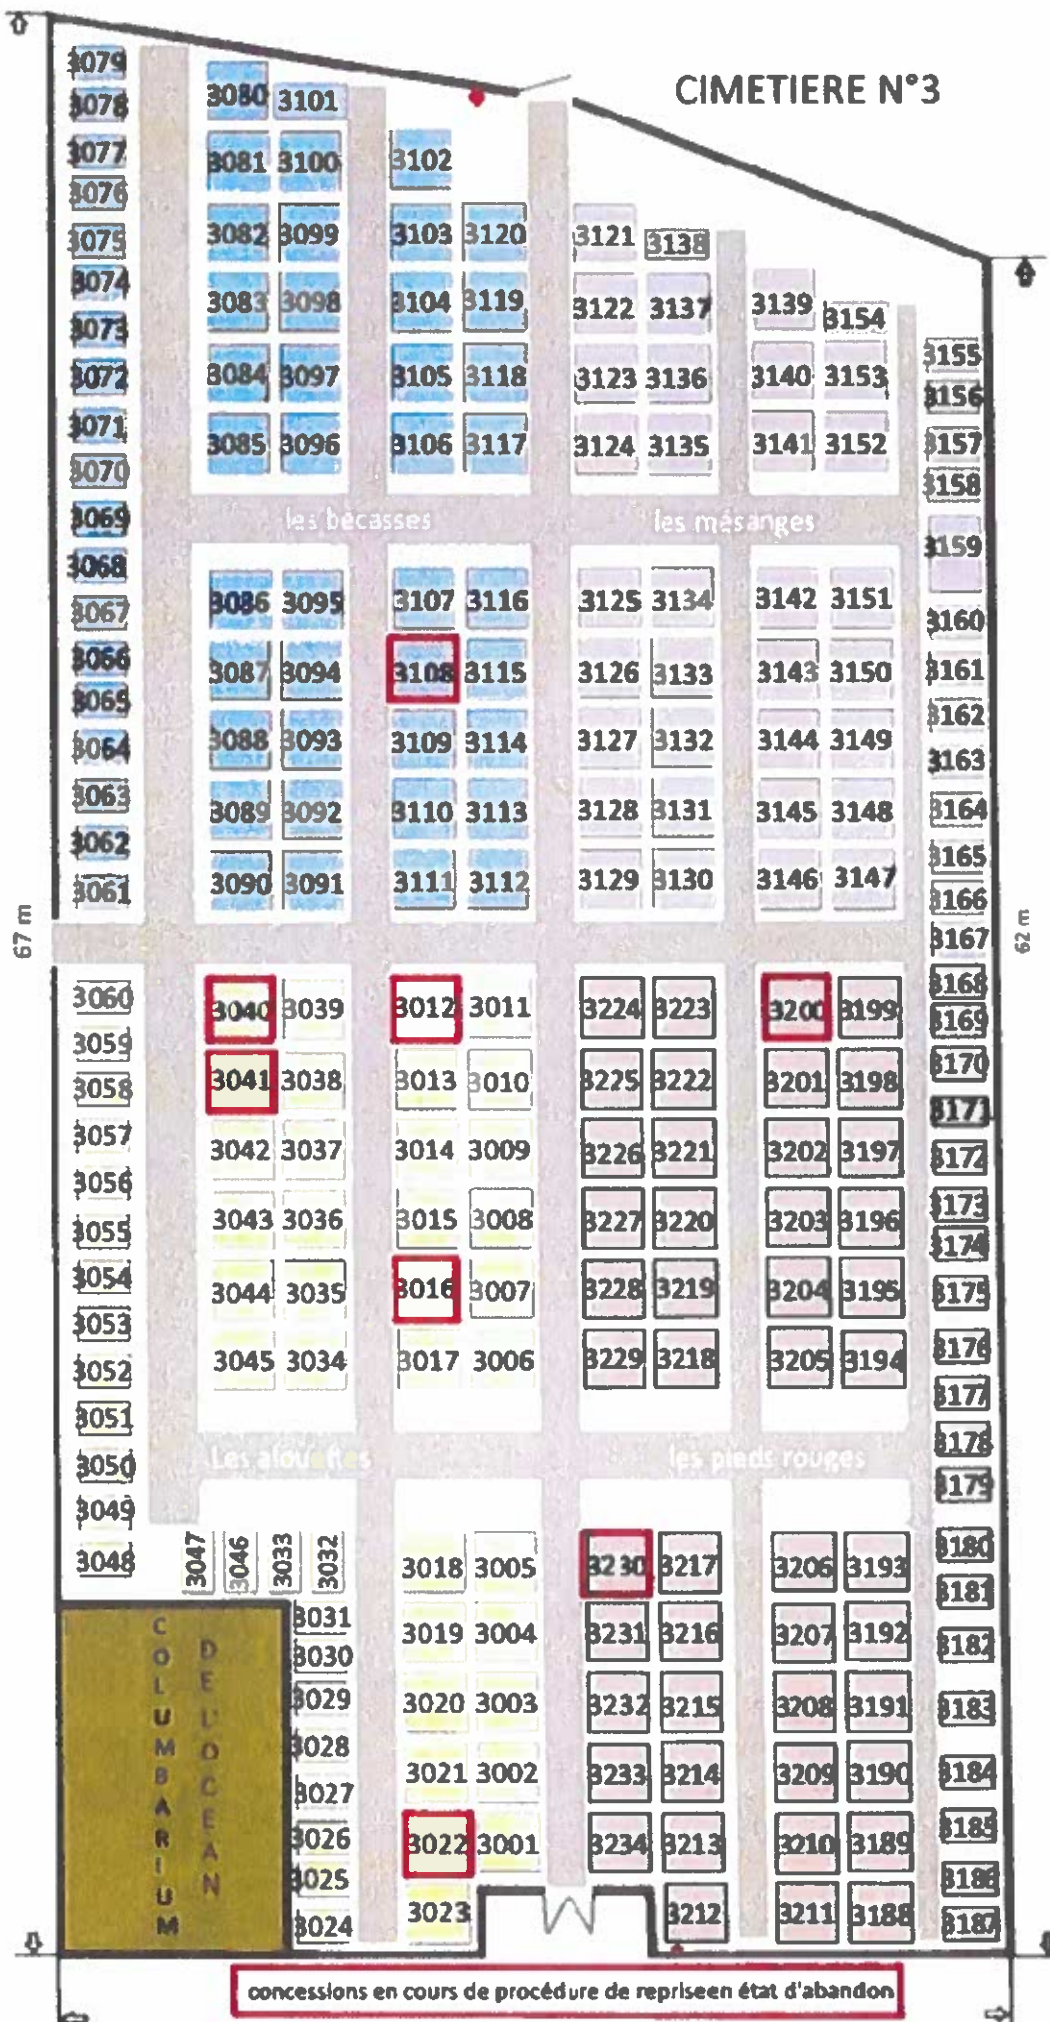 CIMETIERE N°3
3079
3080 3101
3078
3077
3081 3100 3102
3076
3075
3082 3099 3103 3120 3121 3138
3074
3083 3098 3104 3119 3122 3137 3139 3154
3073
3155
3072
3084 3097 3105 3118 3123 3136 3140 3153
3156
3071
3085 3096 3106 3117 3124 3135 3141 3152 3157
3070
3158
3069
les bécasses les mésanges
3159
3068
3067
3086 3095 3107 3116 3125 3134 3142 3151
3160
3066
3087 3094 3108 3115 3126 3133 3143 3150 3161
3065
3162
3064
3088 3093 3109 3114 3127 3132 3144 3149
3163
3063
3089 3092 3110 3113 3128 3131 3145 3148 3164
3062
3165
3061
3090 3091 3111 3112 3129 3130 3146 3147
3166
67 m
62 m
3167
3168
3060
3040 3039 3012 3011 3224 3223 3200 3199
3169
3059
3170
3058
3041 3038 3013 3010 3225 3222 3201 3198
3171
3057
3042 3037 3014 3009 3226 3221 3202 3197 3172
3056
3173
3055
3043 3036 3015 3008 3227 3220 3203 3196
3174
3054
3044 3035 3016 3007 3228 3219 3204 3195 3175
3053
3176
3052
3045 3034 3017 3006 3229 3218 3205 3194
3177
3051
3178
Les alouettes les pieds rouges
3050
3179
3049
3180
3048
3047 3046 3033 3032
3018 3005 3230 3217 3206 3193
3181
3031
3019 3004 3231 3216 3207 3192 3182
3030
3029
3020 3003 3232 3215 3208 3191 3183
3028
3021 3002 3233 3214 3209 3190 3184
3027
3185
3026
3022 3001 3234 3213 3210 3189
3025
3186
3024
3023 3212 3211 3188 3187
COLUMBARIUM
DE L'OCEAN
concessions en cours de procédure de repriseen état d'abandon